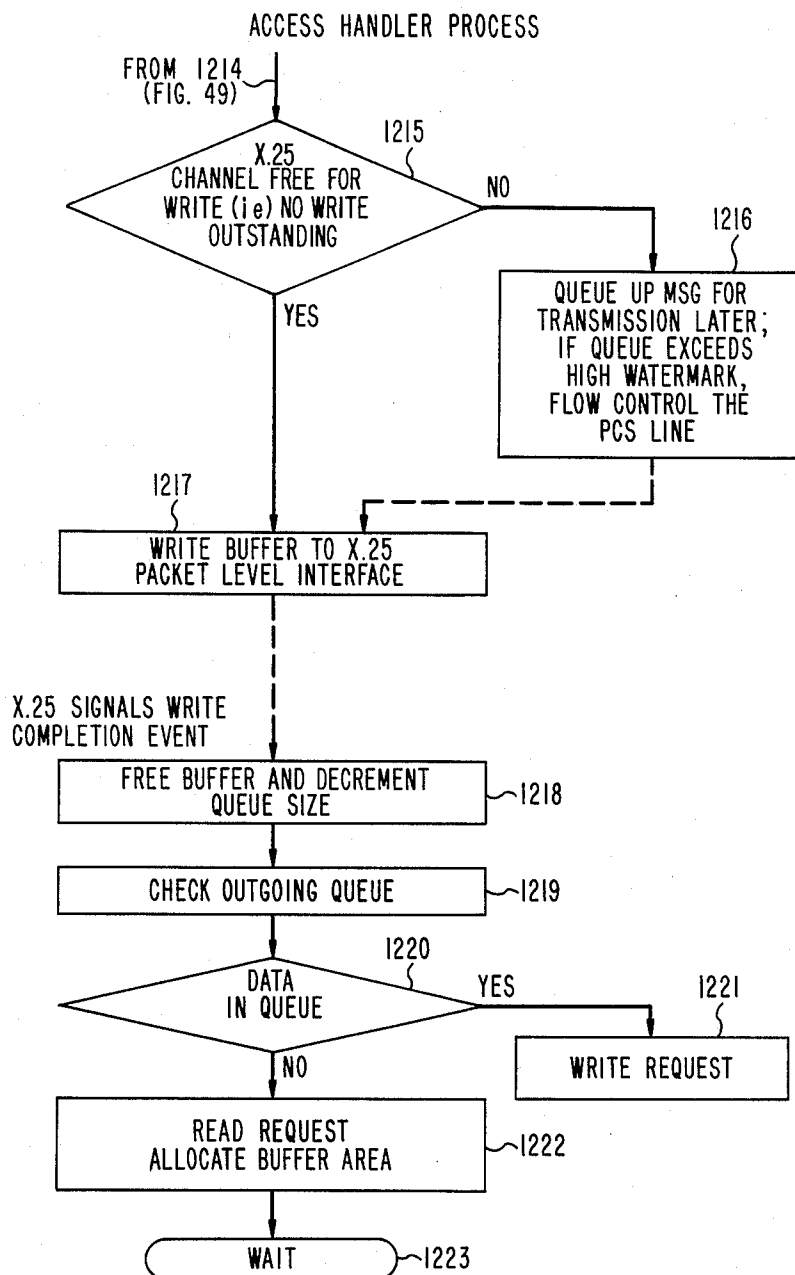 ACCESS HANDLER PROCESS
FROM 1214
(FIG. 49)
1215
X.25
CHANNEL FREE FOR
WRITE (ie) NO WRITE
OUTSTANDING
NO
YES
1216
QUEUE UP MSG FOR
TRANSMISSION LATER;
IF QUEUE EXCEEDS
HIGH WATERMARK,
FLOW CONTROL THE
PCS LINE
1217
WRITE BUFFER TO X.25
PACKET LEVEL INTERFACE
X.25 SIGNALS WRITE
COMPLETION EVENT
FREE BUFFER AND DECREMENT
QUEUE SIZE
1218
CHECK OUTGOING QUEUE
1219
1220
DATA
IN QUEUE
YES
1221
WRITE REQUEST
NO
READ REQUEST
ALLOCATE BUFFER AREA
1222
WAIT
1223